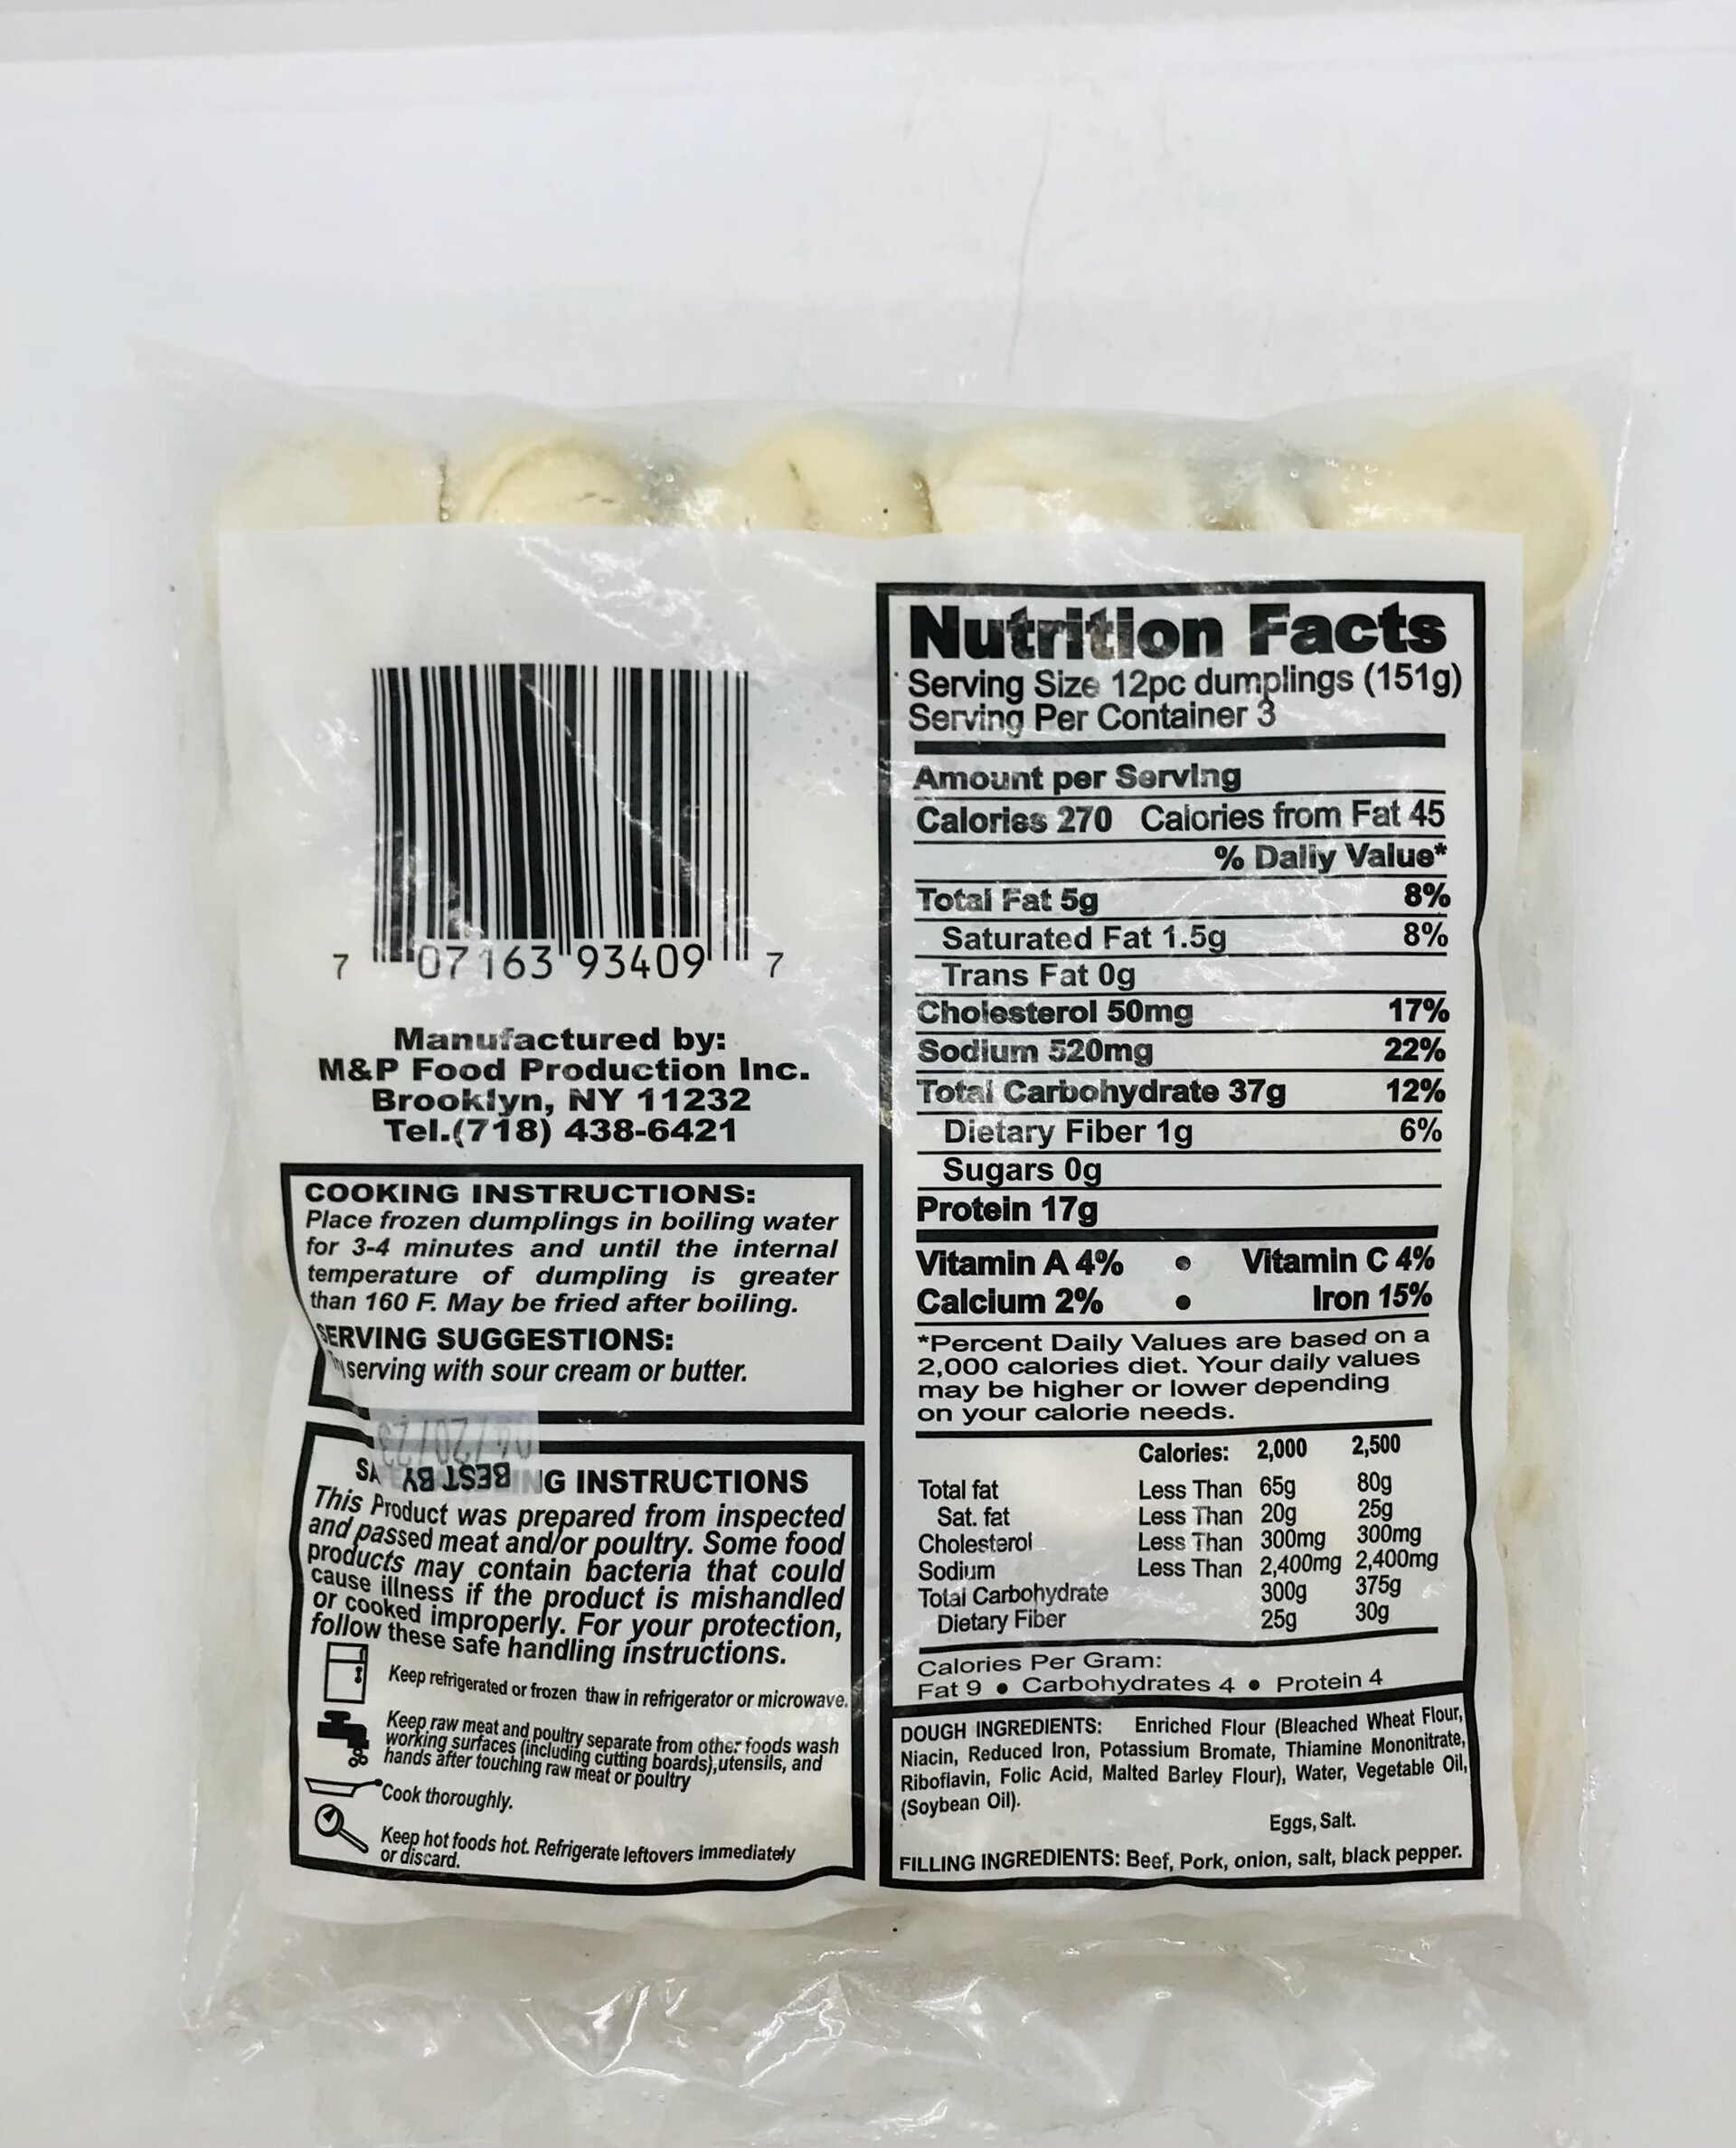 7 07163 93409 7
Manufactured by:
M&P Food Production Inc.
Brooklyn, NY 11232
Tel.(718) 438-6421
COOKING INSTRUCTIONS:
Place frozen dumplings in boiling water
for 3-4 minutes and until the internal
temperature of dumpling is greater
than 160 F. May be fried after boiling.
SERVING SUGGESTIONS:
serving with sour cream or butter.
BEST BY
ING INSTRUCTIONS
This Product was prepared from inspected
and passed meat and/or poultry. Some food
products may contain bacteria that could
cause illness if the product is mishandled
or cooked improperly. For your protection,
follow these safe handling instructions.
Keep refrigerated or frozen thaw in refrigerator or microwave.
Keep raw meat and poultry separate from other foods wash
working surfaces (including cutting boards),utensils, and
hands after touching raw meat or poultry
Cook thoroughly.
Keep hot foods hot. Refrigerate leftovers immediately
or discard.
Nutrition Facts
Serving Size 12pc dumplings (151g)
Serving Per Container 3
Amount per Serving
Calories 270 Calories from Fat 45
% Daily Value*
Total Fat 5g 8%
Saturated Fat 1.5g 8%
Trans Fat 0g
Cholesterol 50mg 17%
Sodium 520mg 22%
Total Carbohydrate 37g 12%
Dietary Fiber 1g 6%
Sugars 0g
Protein 17g
Vitamin A 4% • Vitamin C 4%
Calcium 2% • Iron 15%
*Percent Daily Values are based on a
2,000 calories diet. Your daily values
may be higher or lower depending
on your calorie needs.
Calories: 2,000 2,500
Total fat Less Than 65g 80g
Sat. fat Less Than 20g 25g
Cholesterol Less Than 300mg 300mg
Sodium Less Than 2,400mg 2,400mg
Total Carbohydrate 300g 375g
Dietary Fiber 25g 30g
Calories Per Gram:
Fat 9 • Carbohydrates 4 • Protein 4
DOUGH INGREDIENTS: Enriched Flour (Bleached Wheat Flour,
Niacin, Reduced Iron, Potassium Bromate, Thiamine Mononitrate,
Riboflavin, Folic Acid, Malted Barley Flour), Water, Vegetable Oil,
(Soybean Oil).
Eggs, Salt.
FILLING INGREDIENTS: Beef, Pork, onion, salt, black pepper.